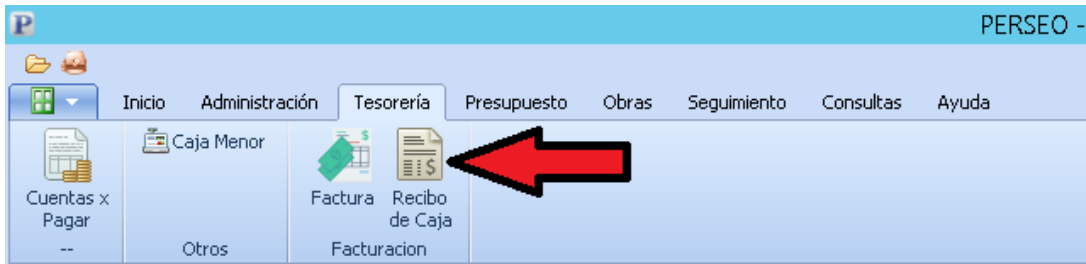 P
PERSEO -
Inicio Administración Tesorería Presupuesto Obras Seguimiento Consultas Ayuda
Caja Menor
Cuentas x
Pagar
Factura
Recibo
de Caja
-- Otros Facturacion